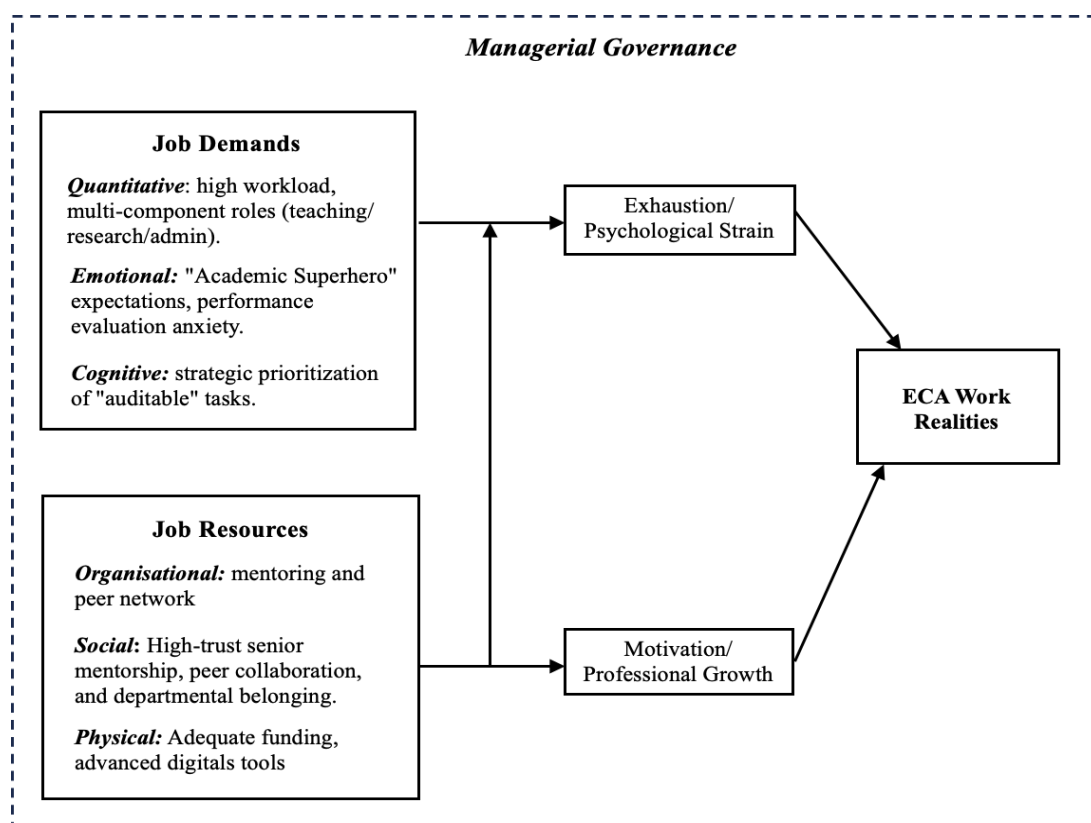 Managerial Governance
Job Demands
Quantitative: high workload,
multi-component roles (teaching/
research/admin).
Emotional: "Academic Superhero"
expectations, performance
evaluation anxiety.
Cognitive: strategic prioritization
of "auditable" tasks.
Exhaustion/
Psychological Strain
ECA Work
Realities
Job Resources
Organisational: mentoring and
peer network
Social: High-trust senior
mentorship, peer collaboration,
and departmental belonging.
Physical: Adequate funding,
advanced digitals tools
Motivation/
Professional Growth